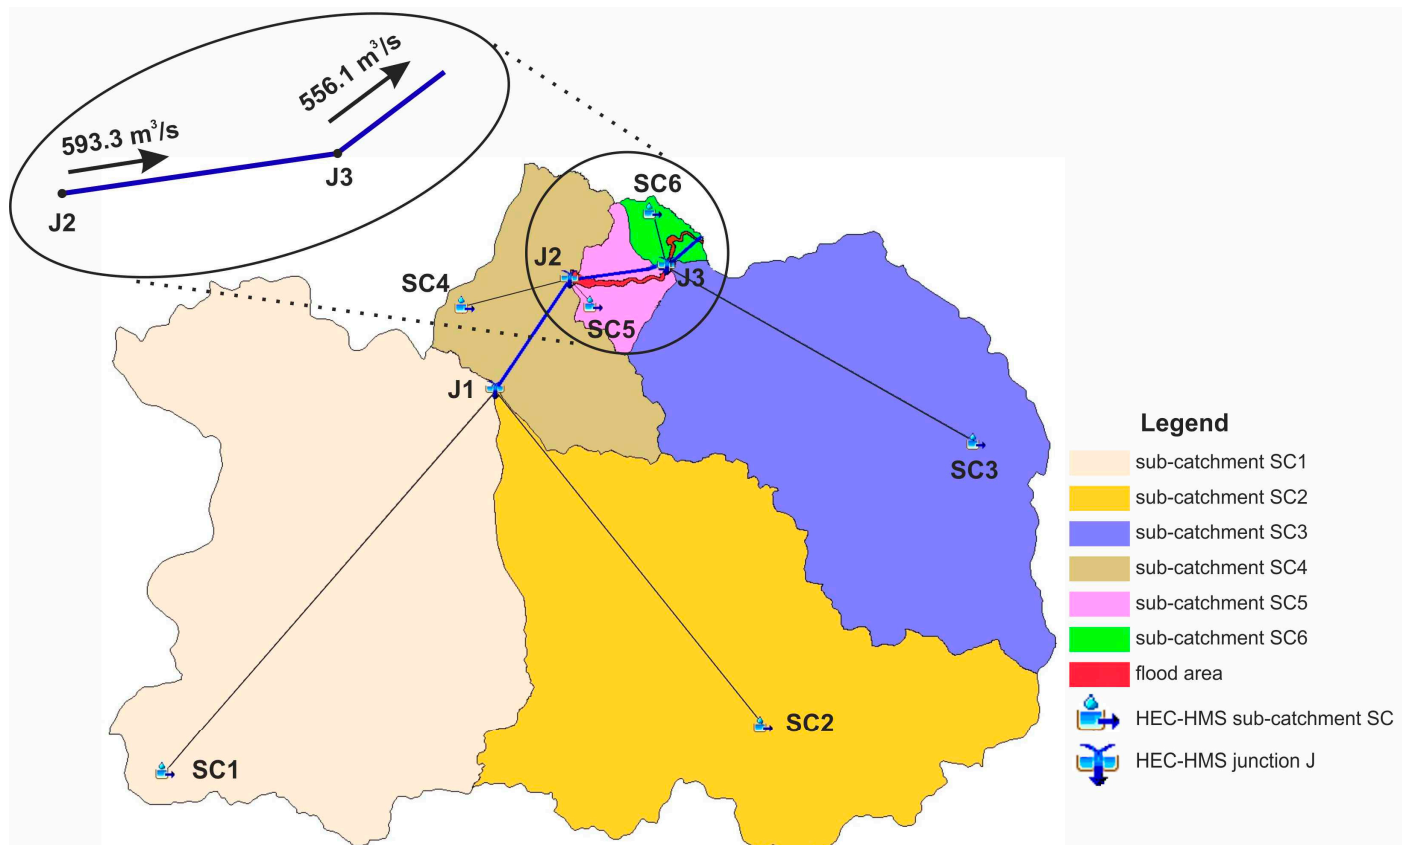 556.1 m³/s
593.3 m³/s
J3
J2
SC6
J2
J3
SC4
SC5
J1
SC3
SC2
SC1
Legend
sub-catchment SC1
sub-catchment SC2
sub-catchment SC3
sub-catchment SC4
sub-catchment SC5
sub-catchment SC6
flood area
HEC-HMS sub-catchment SC
HEC-HMS junction J